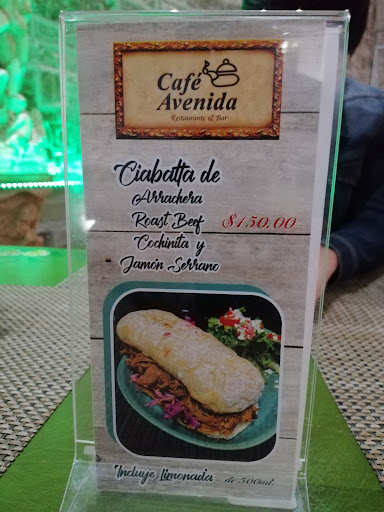 Café
Avenida
Restaurante & Bar
Ciabatta de
Arrachera
Roast Beef $150.00
Cochinita y
Jamón Serrano
Incluye Limonada de 500ml.